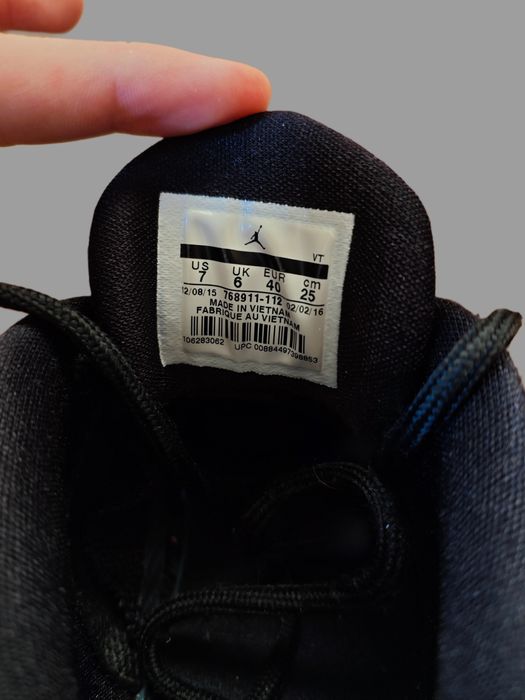 VT
US UK EUR cm
7 6 40 25
12/08/15 768911-112 02/02/16
MADE IN VIETNAM
FABRIQUE AU VIETNAM
106283062 UPC 00884497398853